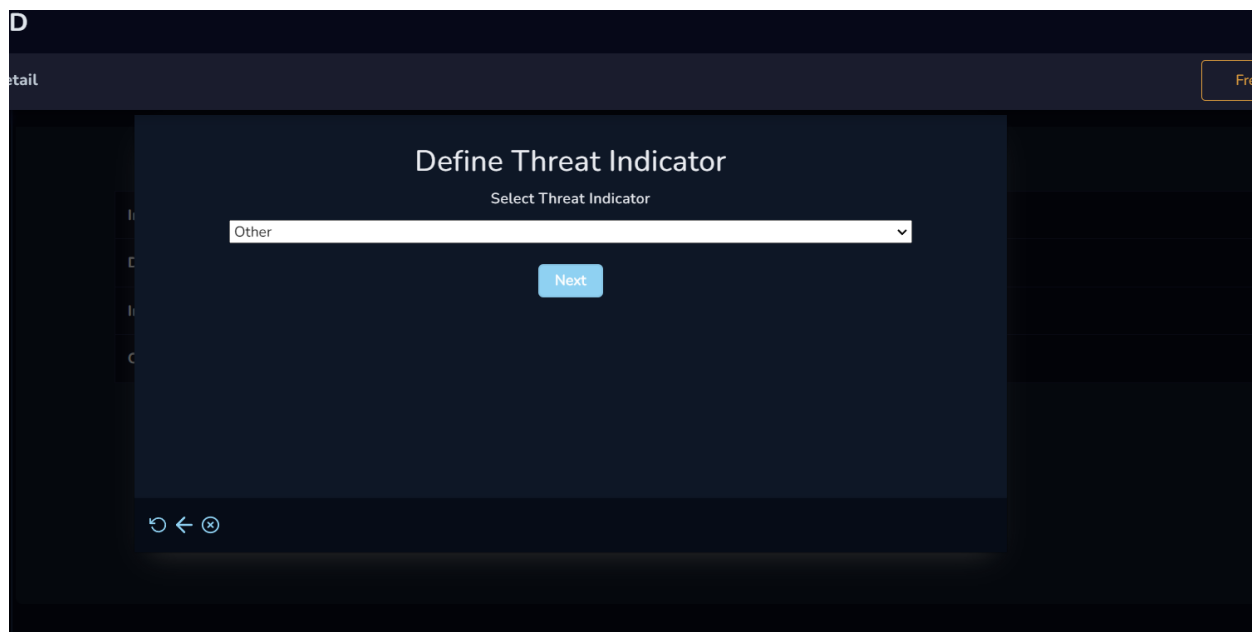 D
etail
Fre
Define Threat Indicator
Select Threat Indicator
Other
Next